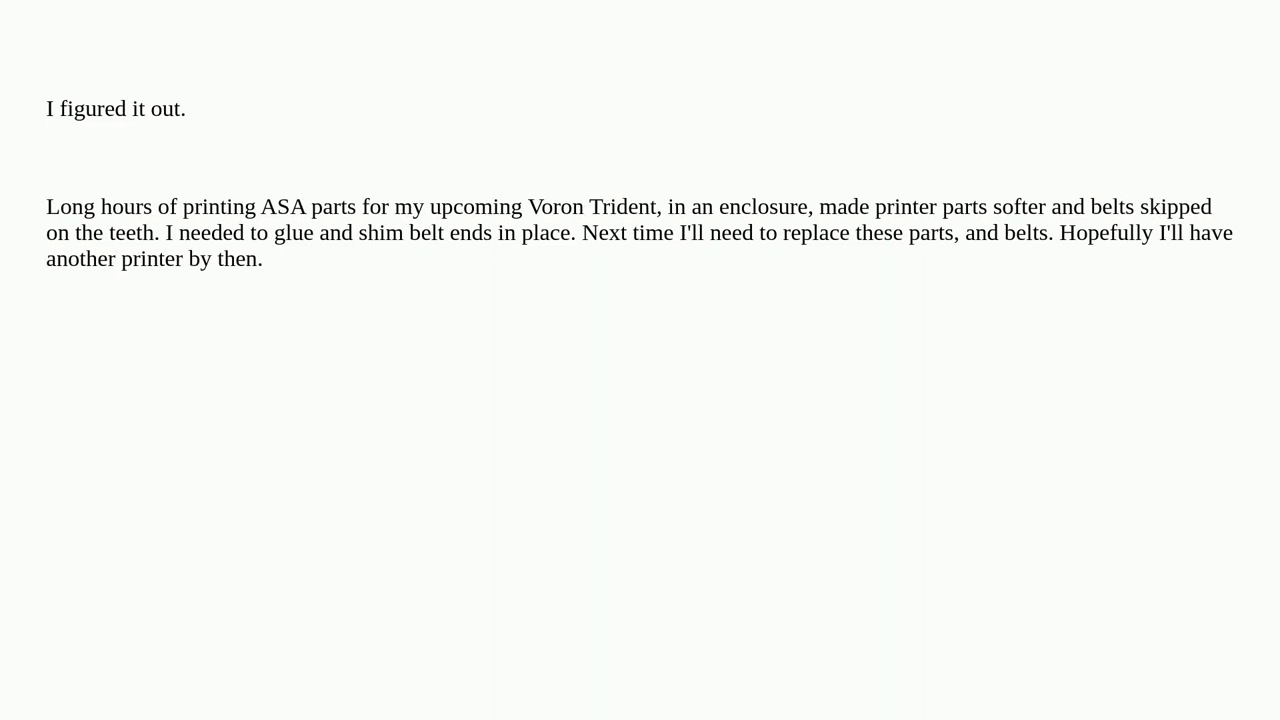 I figured it out.
Long hours of printing ASA parts for my upcoming Voron Trident, in an enclosure, made printer parts softer and belts skipped
on the teeth. I needed to glue and shim belt ends in place. Next time I'll need to replace these parts, and belts. Hopefully I'll have
another printer by then.